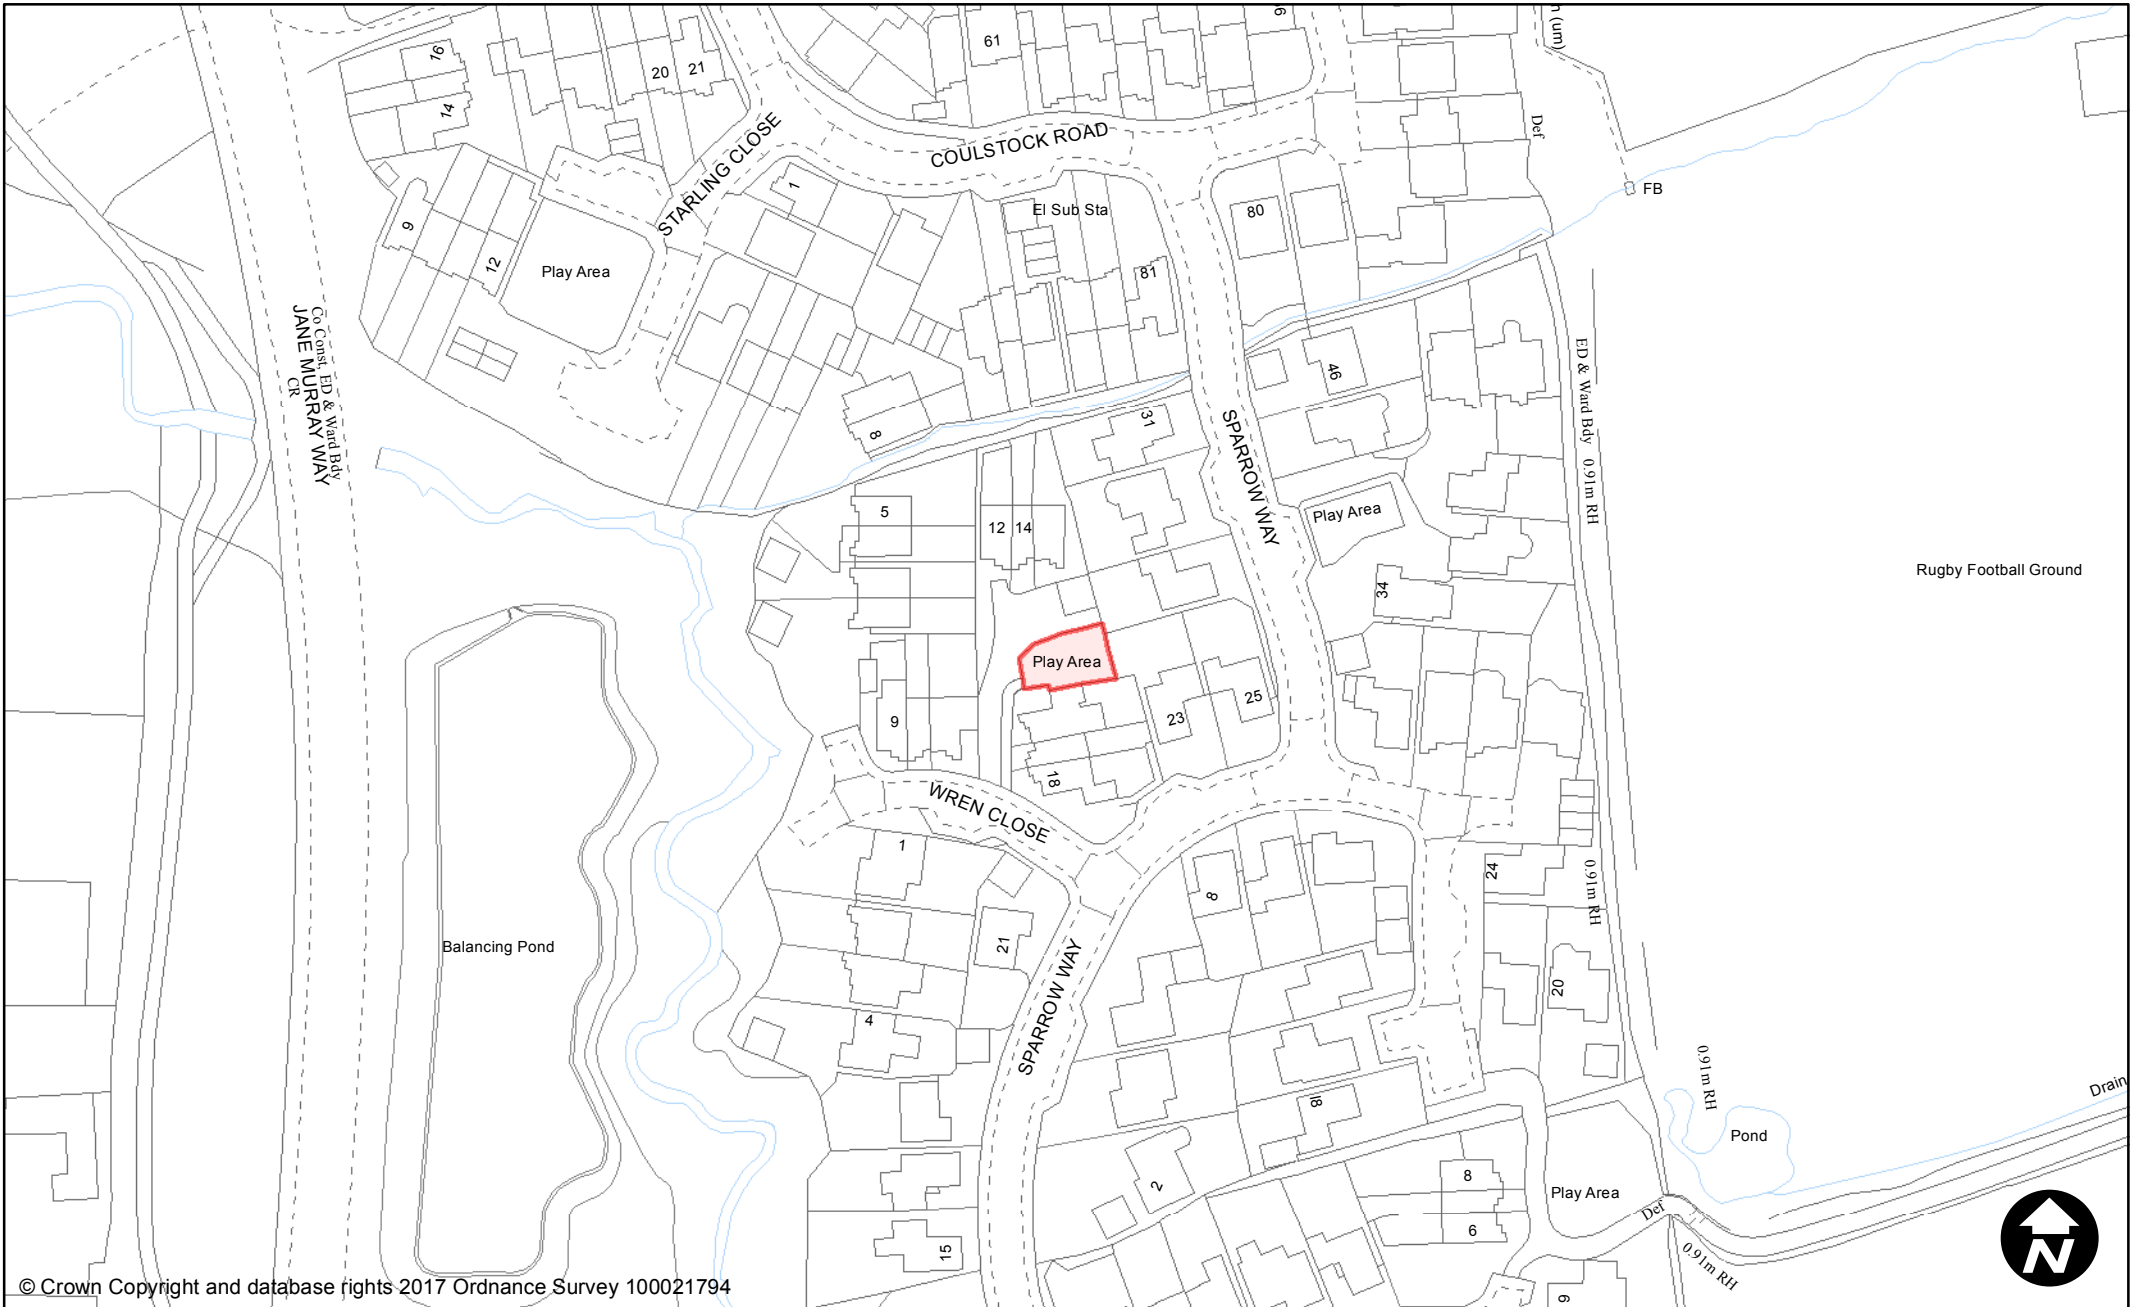 61
16
20
21
14
STARLING CLOSE
COULSTOCK ROAD
Def
FB
1
El Sub Sta
80
9
12
Play Area
81
Co Const, ED & Ward Bdy
JANE MURRAY WAY
CR
ED & Ward Bdy
0.91m RH
46
31
8
SPARROW WAY
5
12
14
Play Area
Rugby Football Ground
34
Play Area
9
23
25
18
WREN CLOSE
1
8
24
0.91m RH
21
Balancing Pond
20
SPARROW WAY
4
0.91m RH
Drain
18
Pond
2
8
Play Area
6
Def
15
0.91m RH
N
© Crown Copyright and database rights 2017 Ordnance Survey 100021794